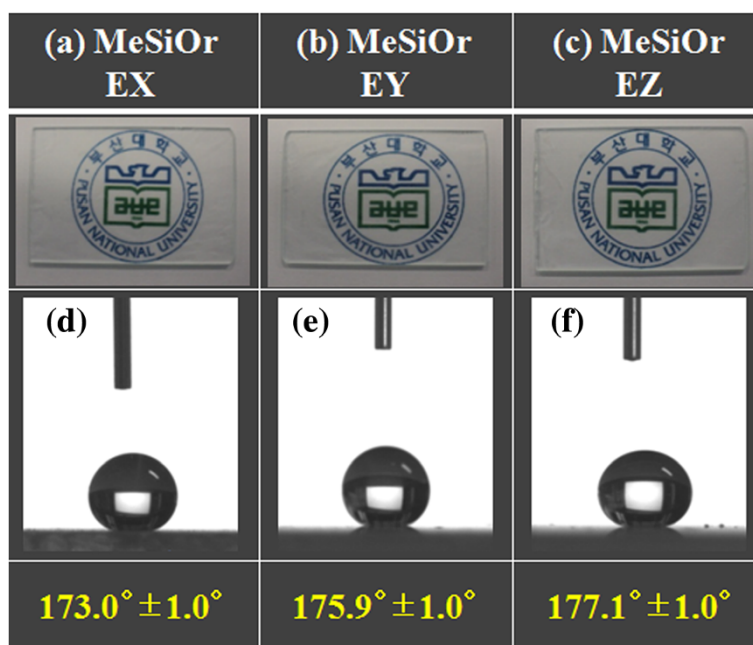 (a) MeSiOr
EX
(b) MeSiOr
EY
(c) MeSiOr
EZ
· 부산대학교 ·
PUSAN NATIONAL UNIVERSITY
· 부산대학교 ·
PUSAN NATIONAL UNIVERSITY
· 부산대학교 ·
PUSAN NATIONAL UNIVERSITY
(d)
(e)
(f)
173.0°±1.0°
175.9°±1.0°
177.1°±1.0°